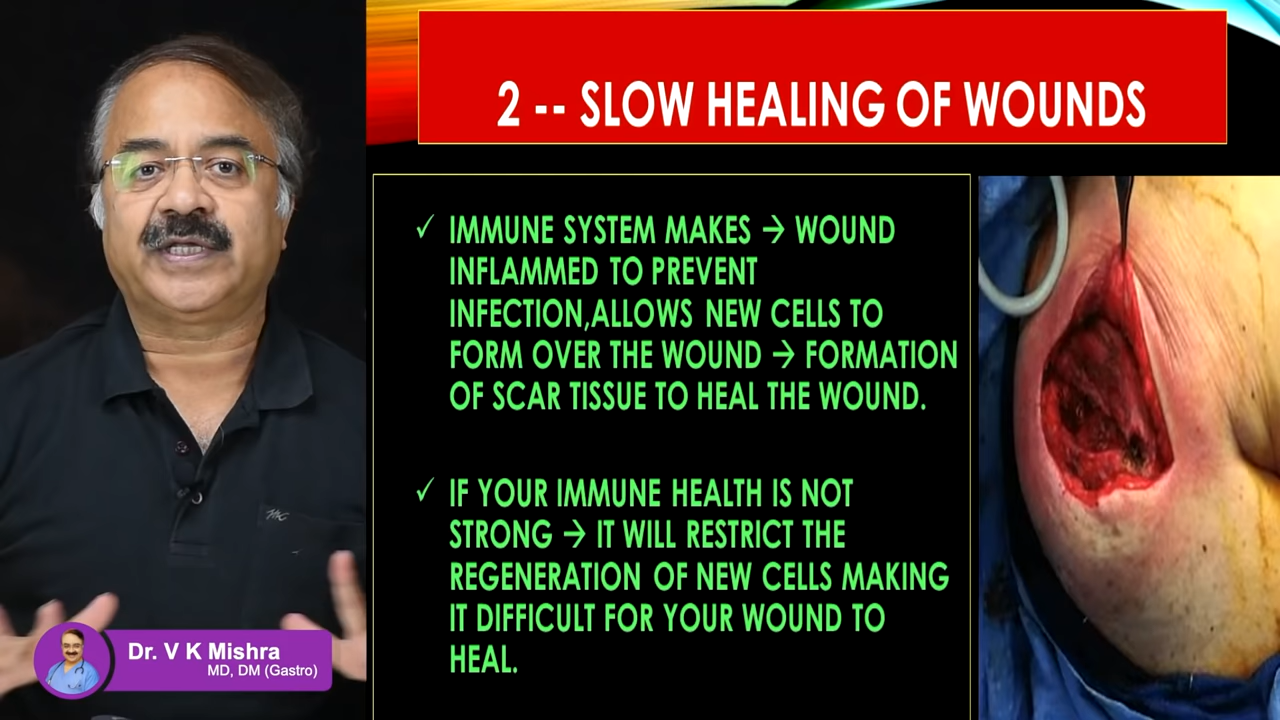 2 -- SLOW HEALING OF WOUNDS
✓ IMMUNE SYSTEM MAKES → WOUND
INFLAMMED TO PREVENT
INFECTION,ALLOWS NEW CELLS TO
FORM OVER THE WOUND → FORMATION
OF SCAR TISSUE TO HEAL THE WOUND.
✓ IF YOUR IMMUNE HEALTH IS NOT
STRONG → IT WILL RESTRICT THE
REGENERATION OF NEW CELLS MAKING
IT DIFFICULT FOR YOUR WOUND TO
HEAL.
Dr. V K Mishra
MD, DM (Gastro)